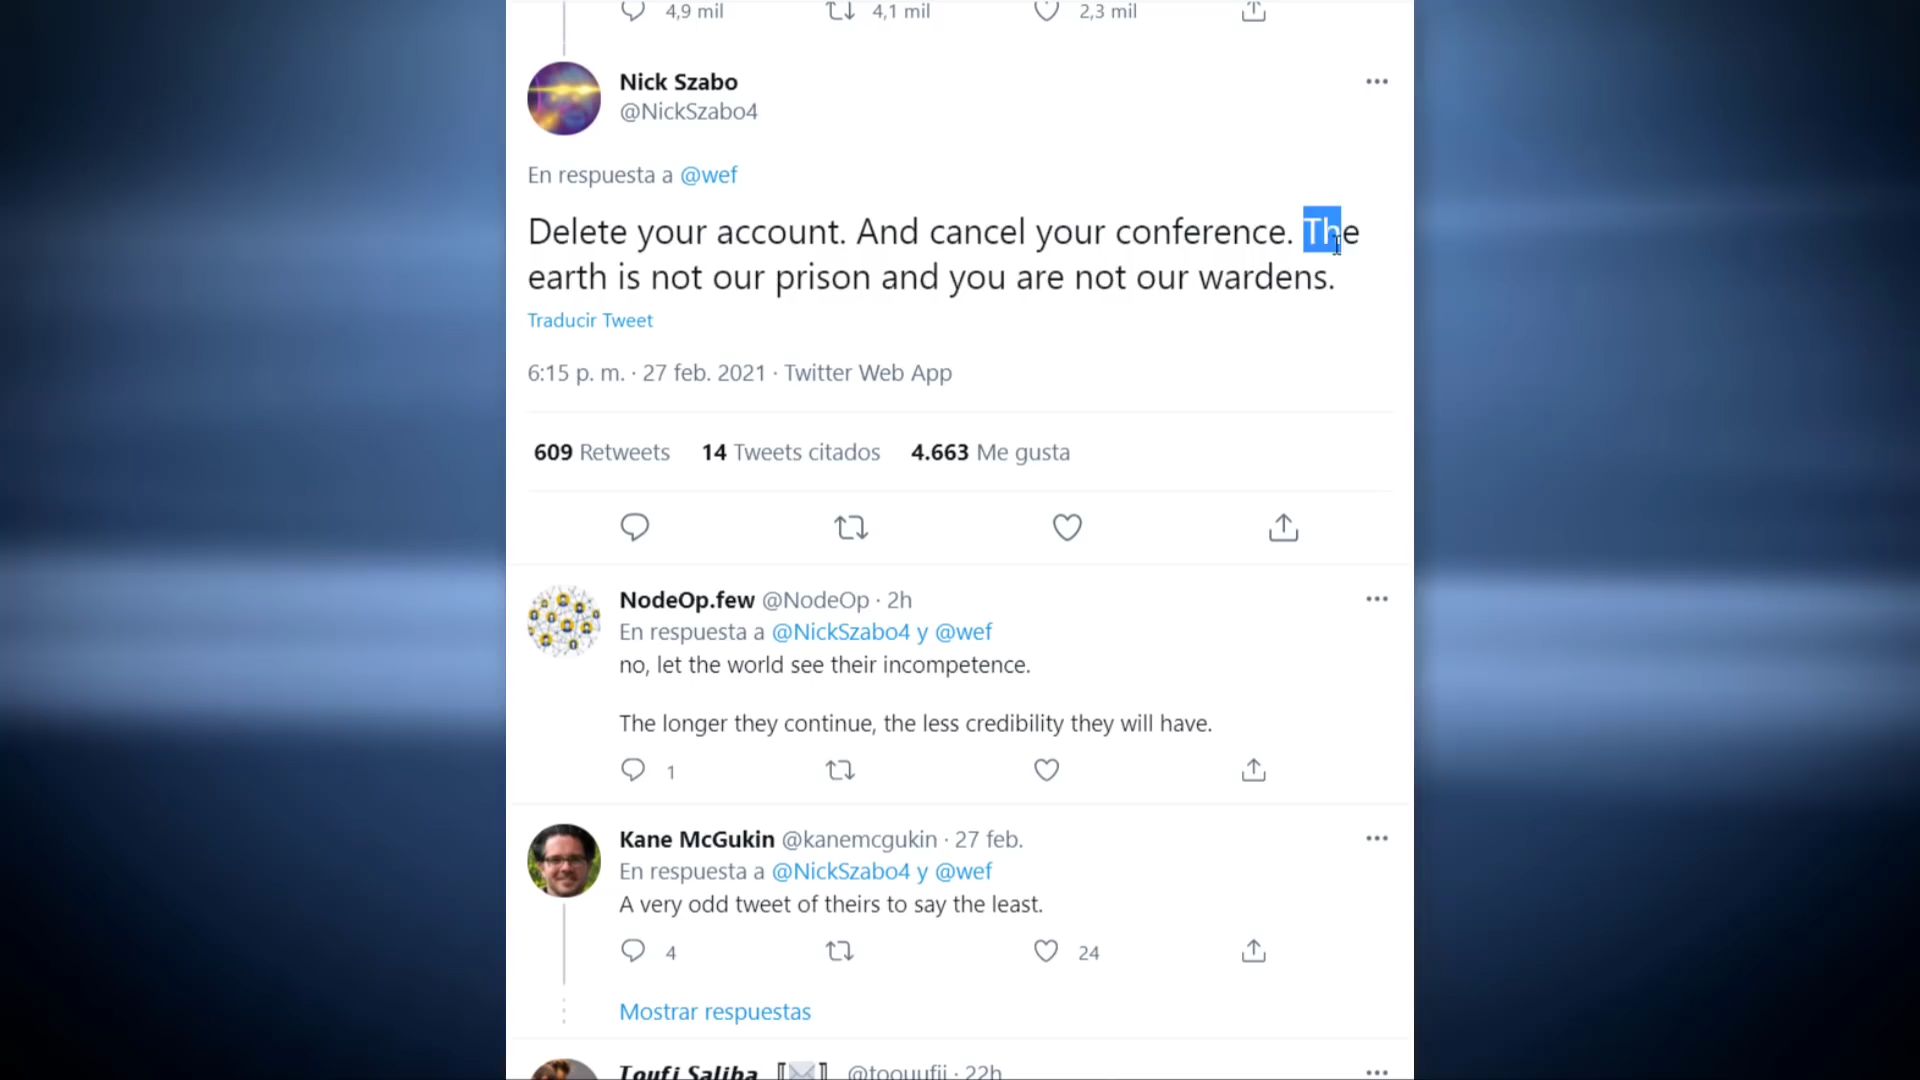 4,9 mil 4,1 mil 2,3 mil
Nick Szabo
@NickSzabo4
En respuesta a @wef
Delete your account. And cancel your conference. The
earth is not our prison and you are not our wardens.
Traducir Tweet
6:15 p. m. · 27 feb. 2021 · Twitter Web App
609 Retweets 14 Tweets citados 4.663 Me gusta
NodeOp.few @NodeOp · 2h
En respuesta a @NickSzabo4 y @wef
no, let the world see their incompetence.
The longer they continue, the less credibility they will have.
1
Kane McGukin @kanemcgukin · 27 feb.
En respuesta a @NickSzabo4 y @wef
A very odd tweet of theirs to say the least.
4 24
Mostrar respuestas
Toufi Saliba 【✉️】 @toouufii · 22h